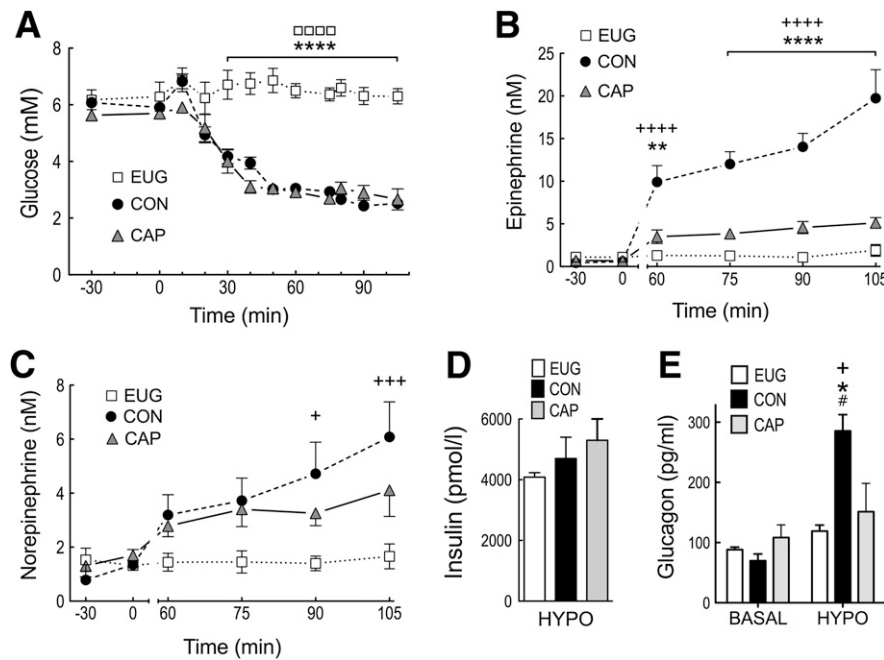 A
□□□□
****
Glucose (mM)
8
6
4
2
0
EUG
CON
CAP
-30 0 30 60 90
Time (min)
B
EUG
CON
CAP
++++
****
++++
**
Epinephrine (nM)
25
20
15
10
5
0
-30 0 60 75 90 105
Time (min)
C
EUG
CON
CAP
+++
+
Norepinephrine (nM)
8
6
4
2
0
-30 0 60 75 90 105
Time (min)
D
EUG
CON
CAP
Insulin (pmol/l)
6000
4000
2000
0
HYPO
E
EUG
CON
CAP
+
*
#
Glucagon (pg/ml)
300
200
100
0
BASAL HYPO